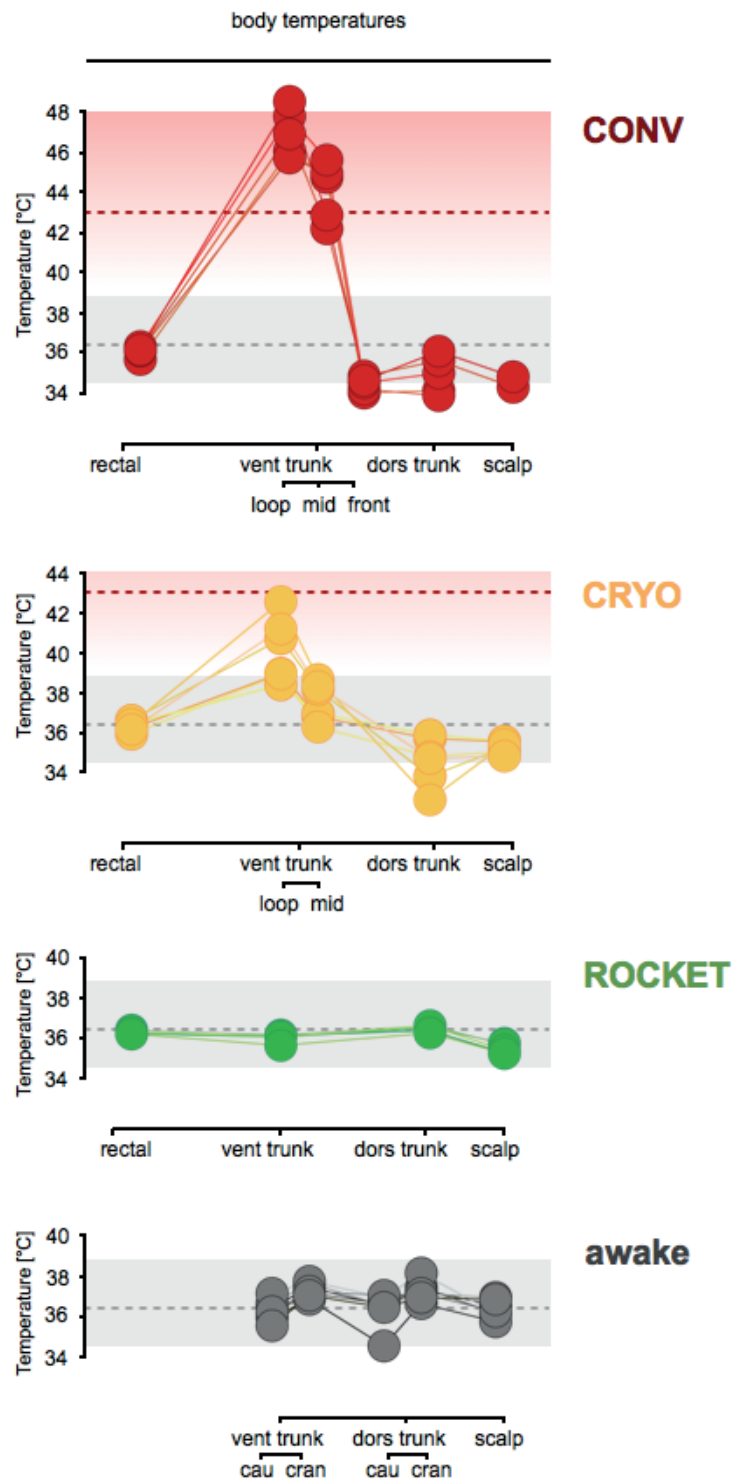 body temperatures
CONV
Temperature [°C]
48
46
44
42
40
38
36
34
rectal vent trunk dors trunk scalp
loop mid front
CRYO
Temperature [°C]
44
42
40
38
36
34
rectal vent trunk dors trunk scalp
loop mid
ROCKET
Temperature [°C]
40
38
36
34
rectal vent trunk dors trunk scalp
awake
Temperature [°C]
40
38
36
34
vent trunk dors trunk scalp
cau cran cau cran